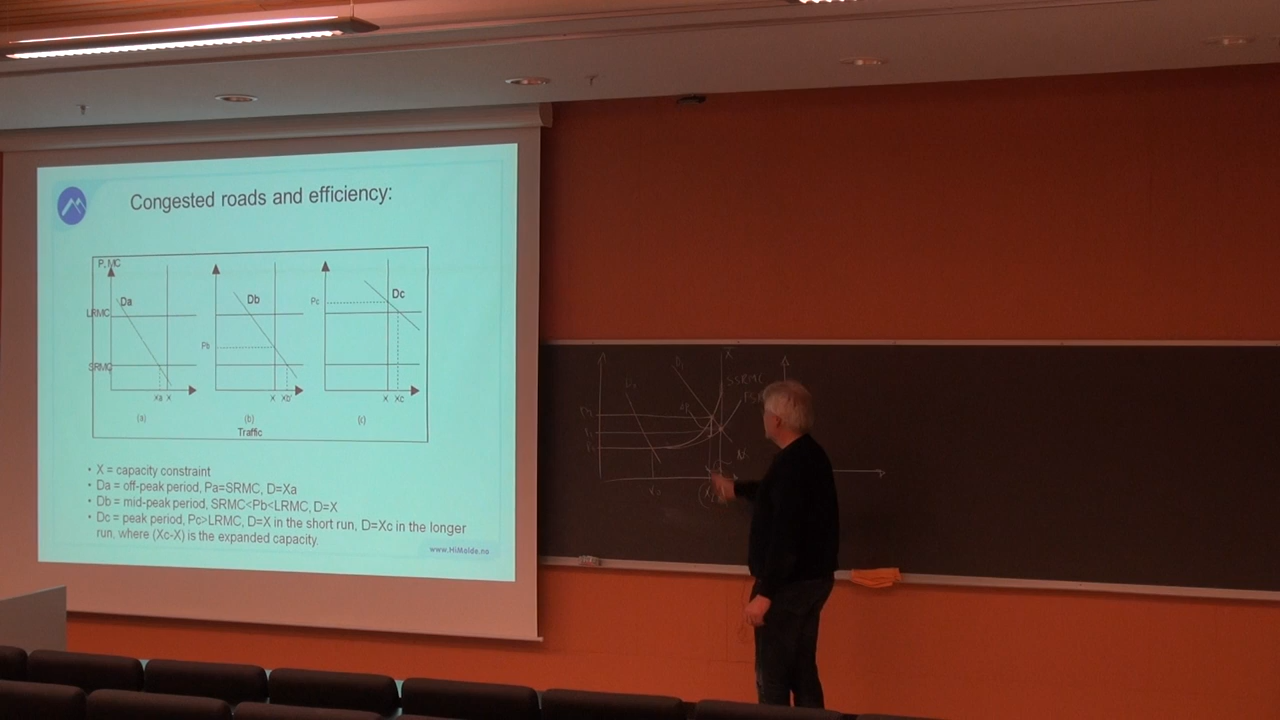 Congested roads and efficiency:
P, MC
Da
Db
Pc
Dc
LRMC
Pb
SRMC
Xa X
X Xb'
X Xc
(a)
(b)
(c)
Traffic
• X = capacity constraint
• Da = off-peak period, Pa=SRMC, D=Xa
• Db = mid-peak period, SRMC<Pb<LRMC, D=X
• Dc = peak period, Pc>LRMC, D=X in the short run, D=Xc in the longer
run, where (Xc-X) is the expanded capacity.
www.HiMolde.no
X
SSRMC